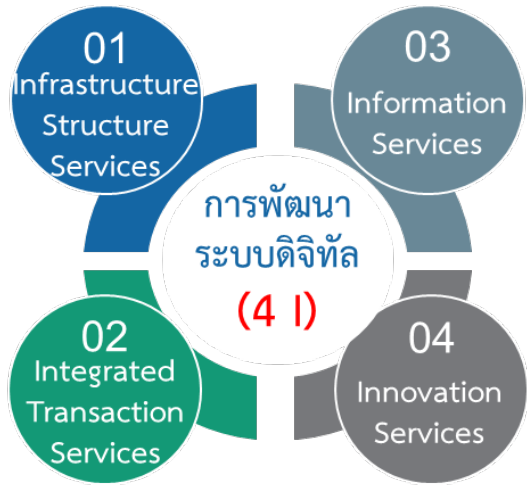 01
Infrastructure
Structure
Services
02
Integrated
Transaction
Services
03
Information
Services
04
Innovation
Services
การพัฒนา
ระบบดิจิทัล
(4 I)